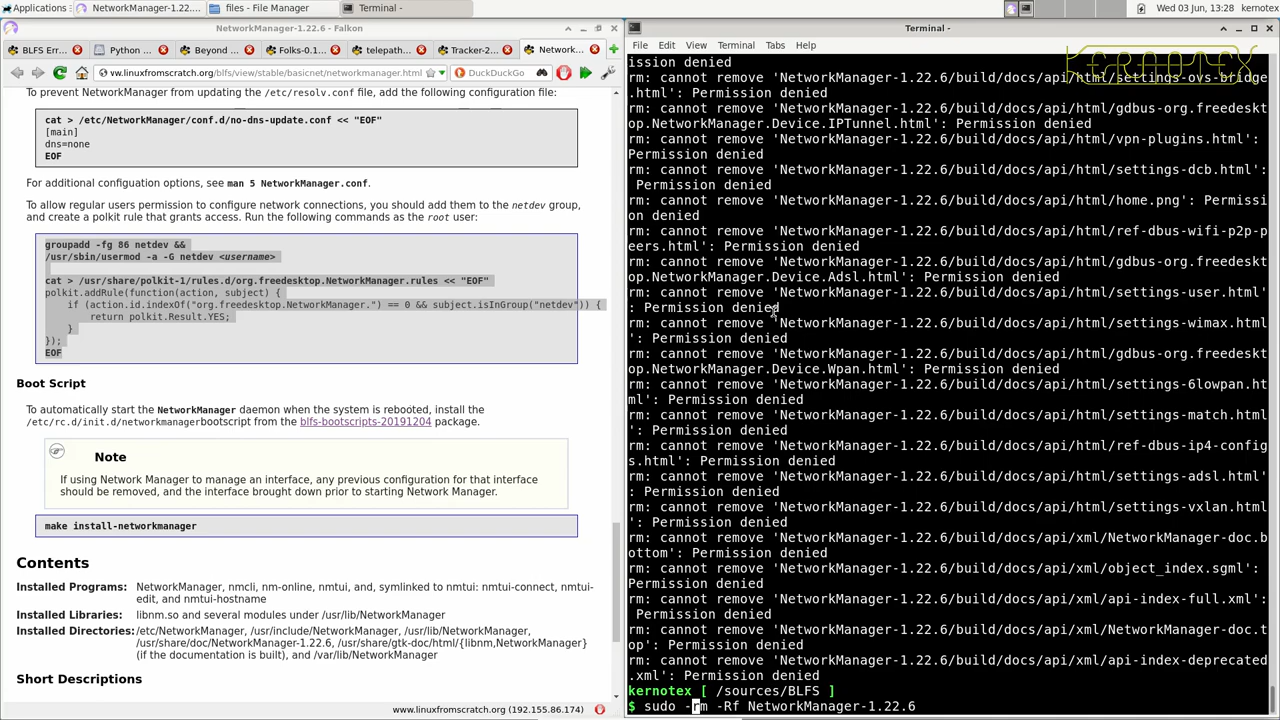 Applications
NetworkManager-1.22....
files - File Manager
Terminal -
Wed 03 Jun, 13:28 kernotex
NetworkManager-1.22.6 - Falkon
BLFS Err...
Python ...
Beyond ...
Folks-0.1...
telepath...
Tracker-2...
Network...
ww.linuxfromscratch.org/blfs/view/stable/basicnet/networkmanager.html
DuckDuckGo
To prevent NetworkManager from updating the /etc/resolv.conf file, add the following configuration file:
cat > /etc/NetworkManager/conf.d/no-dns-update.conf << "EOF"
[main]
dns=none
EOF
For additional configuation options, see man 5 NetworkManager.conf.
To allow regular users permission to configure network connections, you should add them to the netdev group,
and create a polkit rule that grants access. Run the following commands as the root user:
groupadd -fg 86 netdev &&
/usr/sbin/usermod -a -G netdev <username>
cat > /usr/share/polkit-1/rules.d/org.freedesktop.NetworkManager.rules << "EOF"
polkit.addRule(function(action, subject) {
if (action.id.indexOf("org.freedesktop.NetworkManager.") == 0 && subject.isInGroup("netdev")) {
return polkit.Result.YES;
}
});
EOF
Boot Script
To automatically start the NetworkManager daemon when the system is rebooted, install the
/etc/rc.d/init.d/networkmanagerbootscript from the blfs-bootscripts-20191204 package.
Note
If using Network Manager to manage an interface, any previous configuration for that interface
should be removed, and the interface brought down prior to starting Network Manager.
make install-networkmanager
Contents
Installed Programs: NetworkManager, nmcli, nm-online, nmtui, and, symlinked to nmtui: nmtui-connect, nmtui-
edit, and nmtui-hostname
Installed Libraries: libnm.so and several modules under /usr/lib/NetworkManager
Installed Directories: /etc/NetworkManager, /usr/include/NetworkManager, /usr/lib/NetworkManager,
/usr/share/doc/NetworkManager-1.22.6, /usr/share/gtk-doc/html/{libnm,NetworkManager}
(if the documentation is built), and /var/lib/NetworkManager
Short Descriptions
www.linuxfromscratch.org (192.155.86.174)
Terminal -
File Edit View Terminal Tabs Help
KERNOTEX
ission denied
rm: cannot remove 'NetworkManager-1.22.6/build/docs/api/html/settings-ovs-bridge
.html': Permission denied
rm: cannot remove 'NetworkManager-1.22.6/build/docs/api/html/gdbus-org.freedeskt
op.NetworkManager.Device.IPTunnel.html': Permission denied
rm: cannot remove 'NetworkManager-1.22.6/build/docs/api/html/vpn-plugins.html':
Permission denied
rm: cannot remove 'NetworkManager-1.22.6/build/docs/api/html/settings-dcb.html':
Permission denied
rm: cannot remove 'NetworkManager-1.22.6/build/docs/api/html/home.png': Permissi
on denied
rm: cannot remove 'NetworkManager-1.22.6/build/docs/api/html/ref-dbus-wifi-p2p-p
eers.html': Permission denied
rm: cannot remove 'NetworkManager-1.22.6/build/docs/api/html/gdbus-org.freedeskt
op.NetworkManager.Device.Adsl.html': Permission denied
rm: cannot remove 'NetworkManager-1.22.6/build/docs/api/html/settings-user.html'
: Permission denied
rm: cannot remove 'NetworkManager-1.22.6/build/docs/api/html/settings-wimax.html
': Permission denied
rm: cannot remove 'NetworkManager-1.22.6/build/docs/api/html/gdbus-org.freedeskt
op.NetworkManager.Device.Wpan.html': Permission denied
rm: cannot remove 'NetworkManager-1.22.6/build/docs/api/html/settings-6lowpan.ht
ml': Permission denied
rm: cannot remove 'NetworkManager-1.22.6/build/docs/api/html/settings-match.html
': Permission denied
rm: cannot remove 'NetworkManager-1.22.6/build/docs/api/html/ref-dbus-ip4-config
s.html': Permission denied
rm: cannot remove 'NetworkManager-1.22.6/build/docs/api/html/settings-adsl.html'
: Permission denied
rm: cannot remove 'NetworkManager-1.22.6/build/docs/api/html/settings-vxlan.html
': Permission denied
rm: cannot remove 'NetworkManager-1.22.6/build/docs/api/xml/NetworkManager-doc.b
ottom': Permission denied
rm: cannot remove 'NetworkManager-1.22.6/build/docs/api/xml/object_index.sgml':
Permission denied
rm: cannot remove 'NetworkManager-1.22.6/build/docs/api/xml/api-index-full.xml':
Permission denied
rm: cannot remove 'NetworkManager-1.22.6/build/docs/api/xml/NetworkManager-doc.t
op': Permission denied
rm: cannot remove 'NetworkManager-1.22.6/build/docs/api/xml/api-index-deprecated
.xml': Permission denied
kernotex [ /sources/BLFS ]
$ sudo -rm -Rf NetworkManager-1.22.6